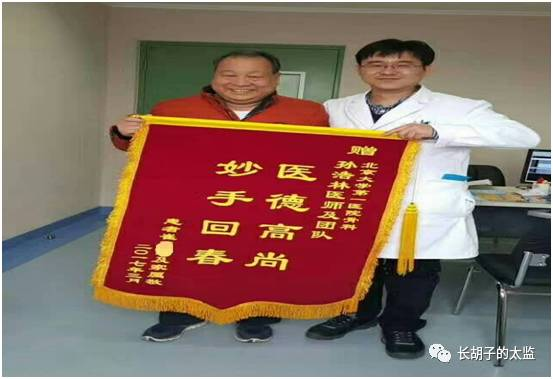 赠
北京大学第一医院骨科
孙浩林医师及团队
医德高尚
妙手回春
患者 及家属敬
二〇一七年三月
长胡子的太监